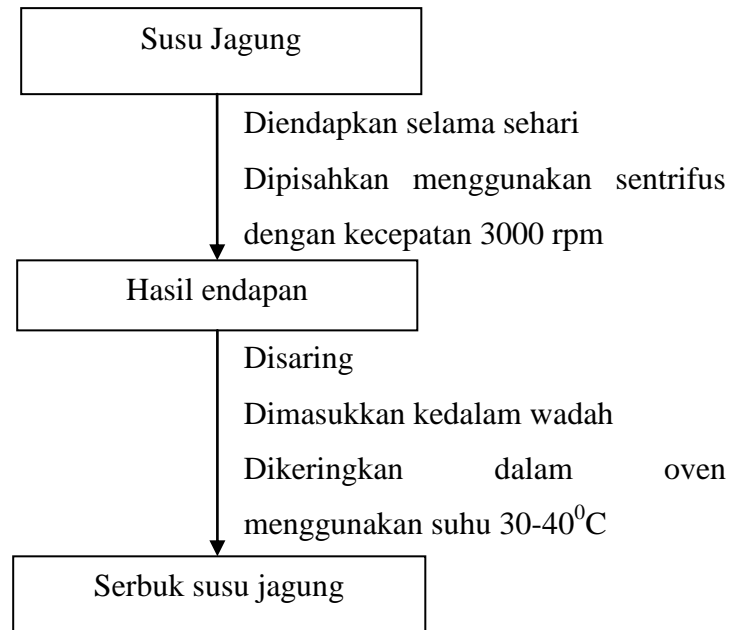 Susu Jagung
Diendapkan selama sehari
Dipisahkan menggunakan sentrifus
dengan kecepatan 3000 rpm
Hasil endapan
Disaring
Dimasukkan kedalam wadah
Dikeringkan dalam oven
menggunakan suhu 30-40⁰C
Serbuk susu jagung